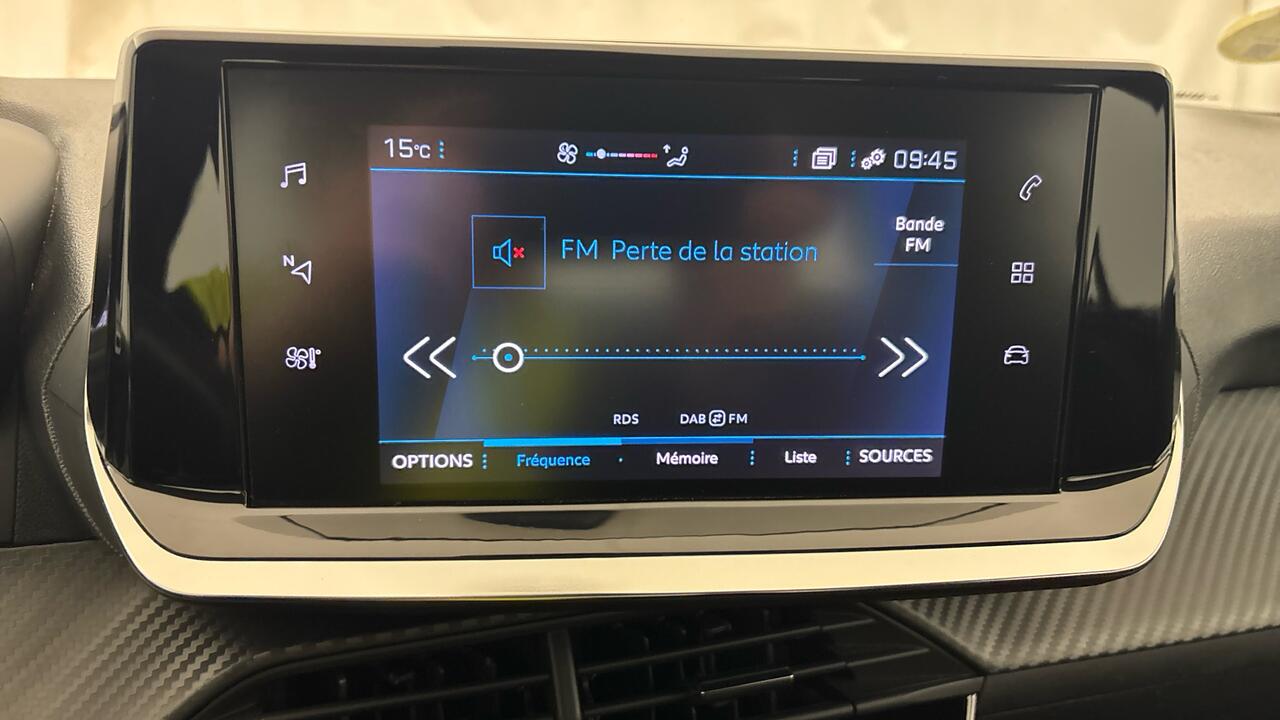 15°C
09:45
N
FM Perte de la station
Bande
FM
RDS DAB FM
OPTIONS Fréquence Mémoire Liste SOURCES